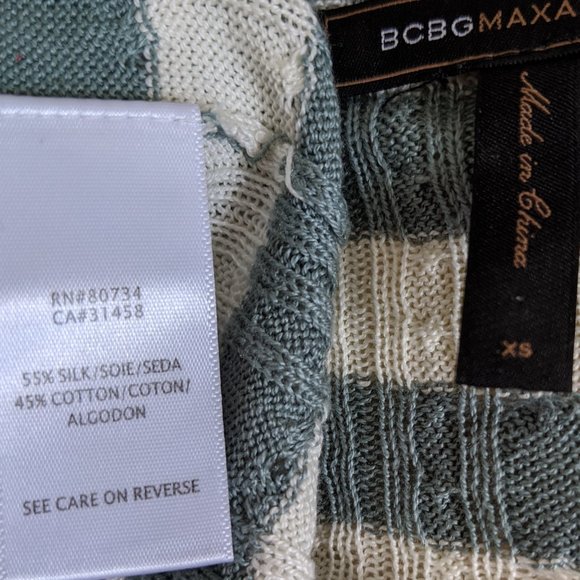 BCBGMAXA
Made in China
XS
RN#80734
CA#31458
55% SILK/SOIE/SEDA
45% COTTON/COTON/
ALGODON
SEE CARE ON REVERSE